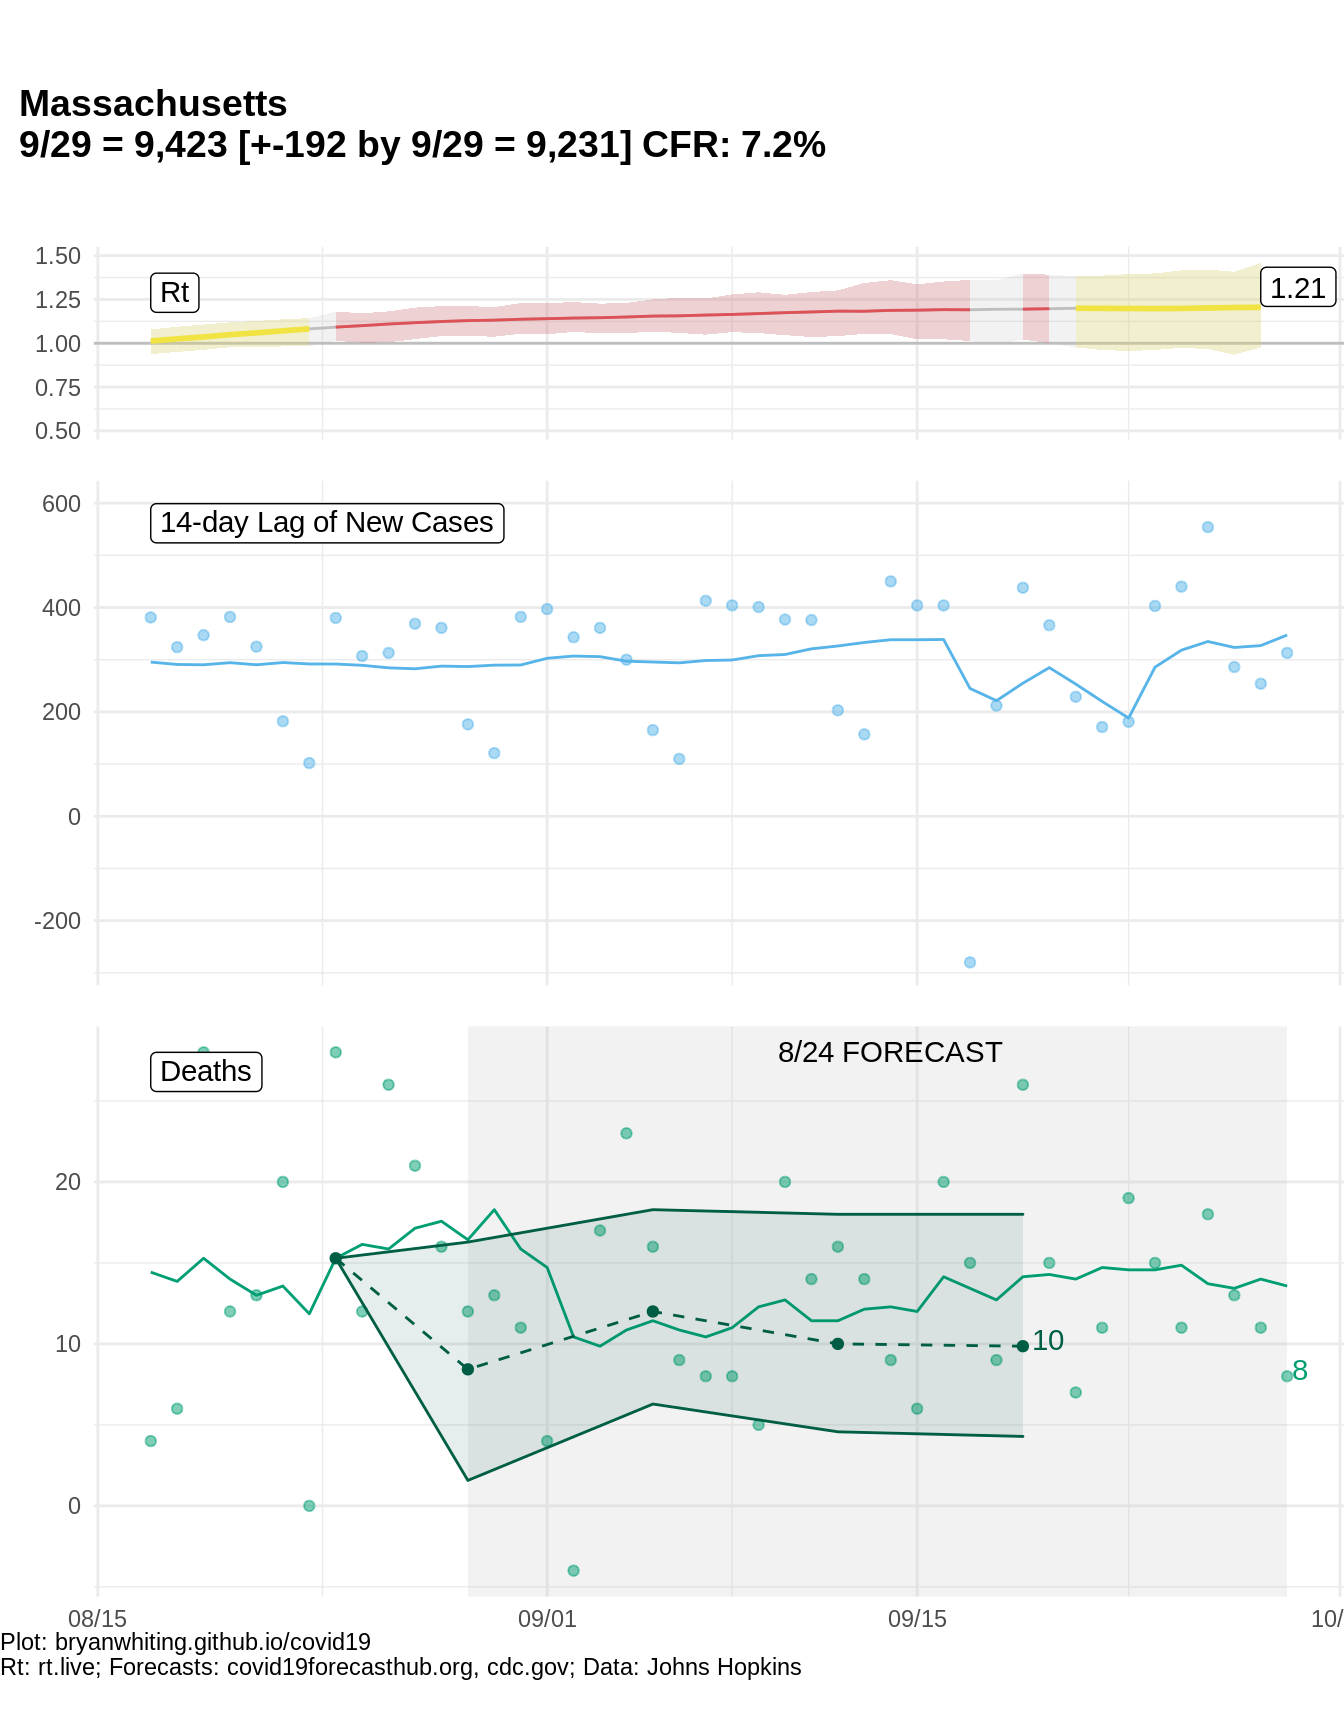 Massachusetts
9/29 = 9,423 [+-192 by 9/29 = 9,231] CFR: 7.2%
1.50
1.25
1.00
0.75
0.50
Rt
1.21
600
400
200
0
-200
14-day Lag of New Cases
20
10
0
Deaths
8/24 FORECAST
10
8
08/15
09/01
09/15
10/
Plot: bryanwhiting.github.io/covid19
Rt: rt.live; Forecasts: covid19forecasthub.org, cdc.gov; Data: Johns Hopkins